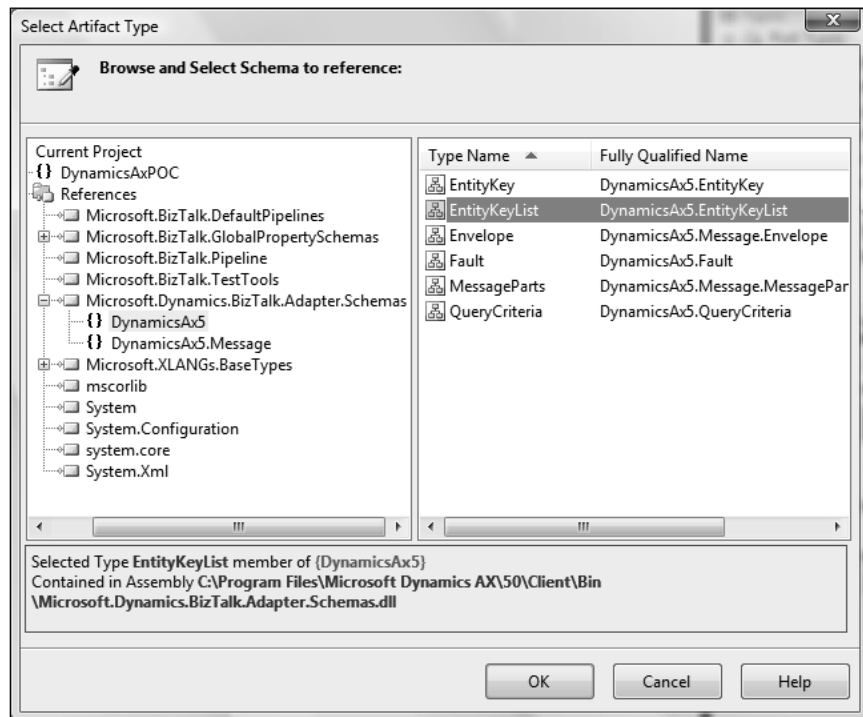 Select Artifact Type
Browse and Select Schema to reference:
Current Project
{} DynamicsAxPOC
References
Microsoft.BizTalk.DefaultPipelines
Microsoft.BizTalk.GlobalPropertySchemas
Microsoft.BizTalk.Pipeline
Microsoft.BizTalk.TestTools
Microsoft.Dynamics.BizTalk.Adapter.Schemas
{} DynamicsAx5
{} DynamicsAx5.Message
Microsoft.XLANGs.BaseTypes
mscorlib
System
System.Configuration
system.core
System.Xml
Type Name Fully Qualified Name
EntityKey DynamicsAx5.EntityKey
EntityKeyList DynamicsAx5.EntityKeyList
Envelope DynamicsAx5.Message.Envelope
Fault DynamicsAx5.Fault
MessageParts DynamicsAx5.Message.MessagePar
QueryCriteria DynamicsAx5.QueryCriteria
Selected Type EntityKeyList member of {DynamicsAx5}
Contained in Assembly C:\Program Files\Microsoft Dynamics AX\50\Client\Bin
\Microsoft.Dynamics.BizTalk.Adapter.Schemas.dll
OK Cancel Help